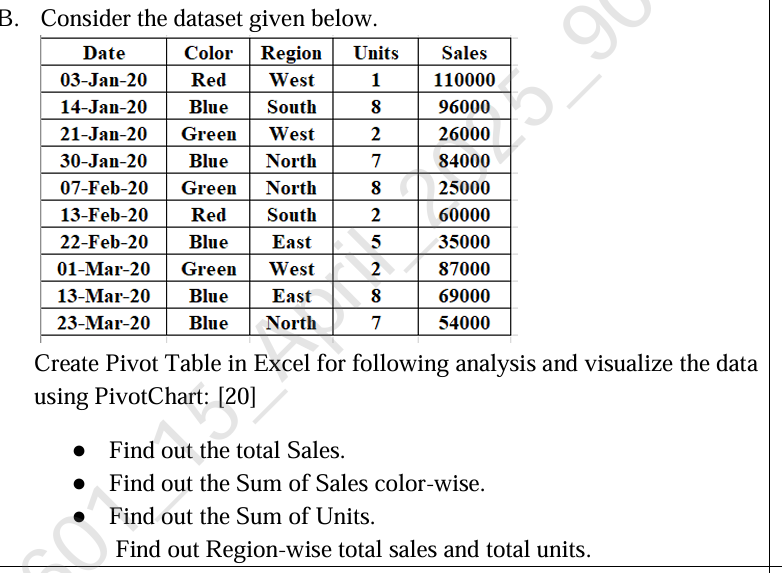 B. Consider the dataset given below.
Date Color Region Units Sales
03-Jan-20 Red West 1 110000
14-Jan-20 Blue South 8 96000
21-Jan-20 Green West 2 26000
30-Jan-20 Blue North 7 84000
07-Feb-20 Green North 8 25000
13-Feb-20 Red South 2 60000
22-Feb-20 Blue East 5 35000
01-Mar-20 Green West 2 87000
13-Mar-20 Blue East 8 69000
23-Mar-20 Blue North 7 54000
Create Pivot Table in Excel for following analysis and visualize the data
using PivotChart: [20]
● Find out the total Sales.
● Find out the Sum of Sales color-wise.
● Find out the Sum of Units.
Find out Region-wise total sales and total units.
601_15_April_2025_90